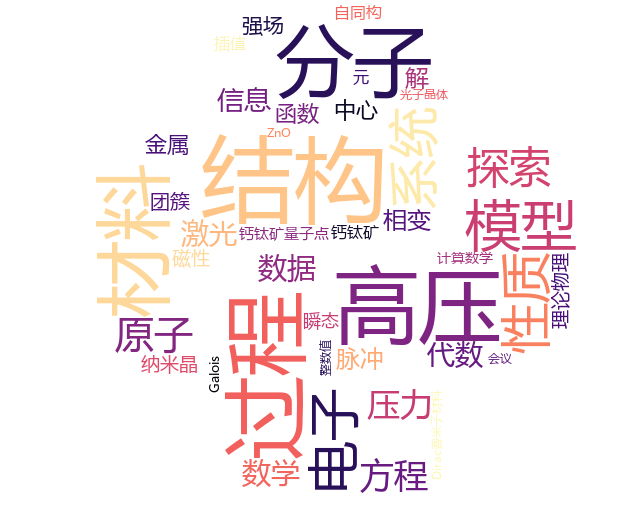 自同构
强场
插值
分子
元
解
光子晶体
信息
函数
中心
ZnO
系统
金属
结构
探索
材料
团簇
相变
模型
激光
钙钛矿量子点
钙钛矿
磁性
数据
计算数学
性质
理论物理
高压
过程
瞬态
原子
纳米晶
整数值
脉冲
代数
会议
Galois
电子
压力
数学
方程